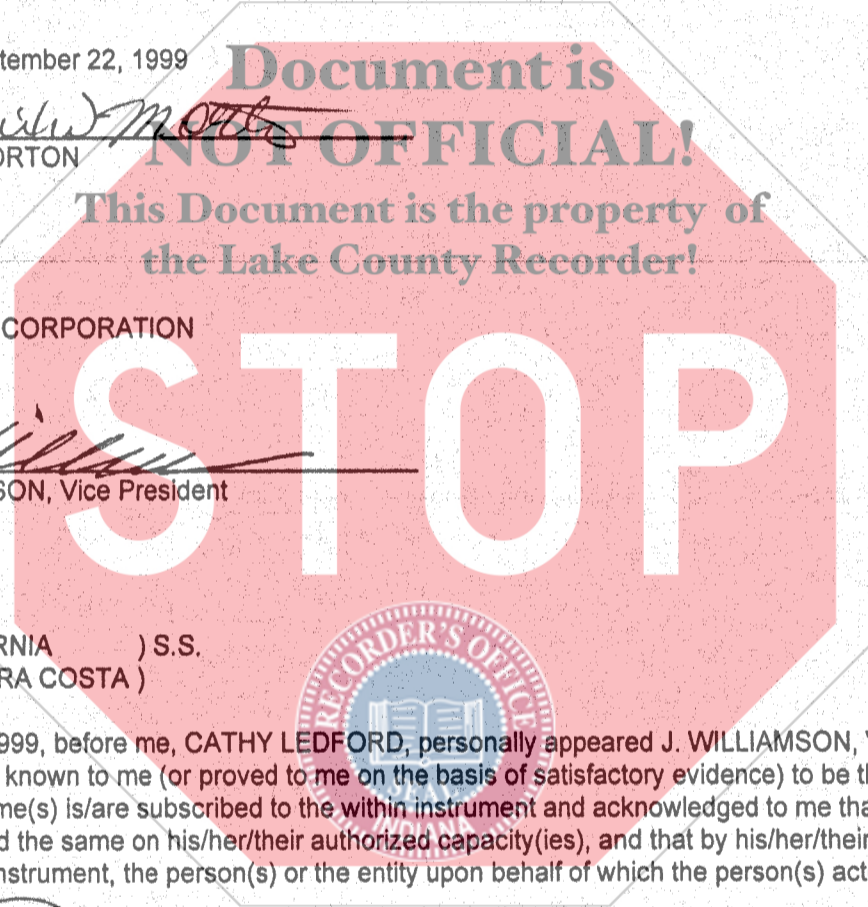 tember 22, 1999
Document is
NOT OFFICIAL!
ORTON
This Document is the property of
the Lake County Recorder!
CORPORATION
STOP
SON, Vice President
RNIA ) S.S.
RA COSTA )
RECORDER'S OFFICE
999, before me, CATHY LEDFORD, personally appeared J. WILLIAMSON, V
known to me (or proved to me on the basis of satisfactory evidence) to be th
SEAL
me(s) is/are subscribed to the within instrument and acknowledged to me tha
INDIANA
d the same on his/her/their authorized capacity(ies), and that by his/her/their
nstrument, the person(s) or the entity upon behalf of which the person(s) act